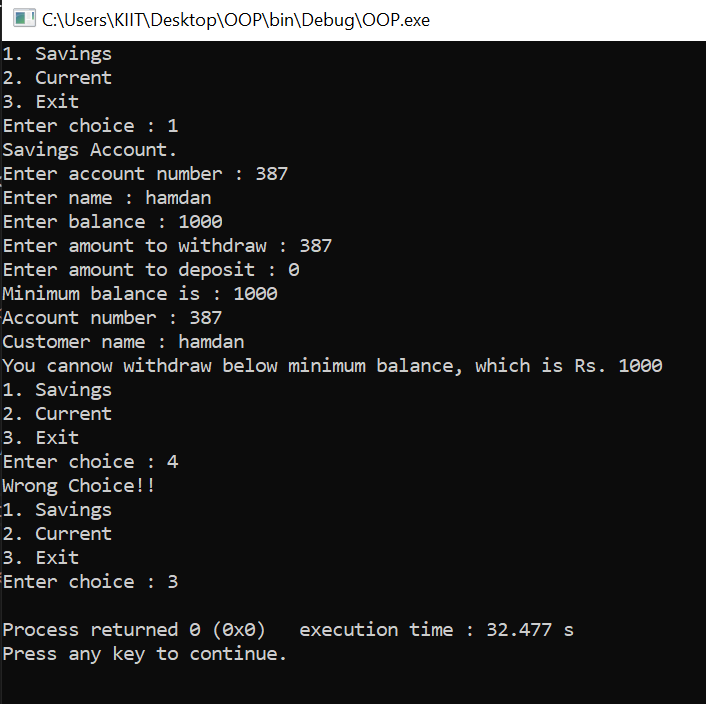 C:\Users\KIIT\Desktop\OOP\bin\Debug\OOP.exe
1. Savings
2. Current
3. Exit
Enter choice : 1
Savings Account.
Enter account number : 387
Enter name : hamdan
Enter balance : 1000
Enter amount to withdraw : 387
Enter amount to deposit : 0
Minimum balance is : 1000
Account number : 387
Customer name : hamdan
You cannow withdraw below minimum balance, which is Rs. 1000
1. Savings
2. Current
3. Exit
Enter choice : 4
Wrong Choice!!
1. Savings
2. Current
3. Exit
Enter choice : 3

Process returned 0 (0x0)   execution time : 32.477 s
Press any key to continue.